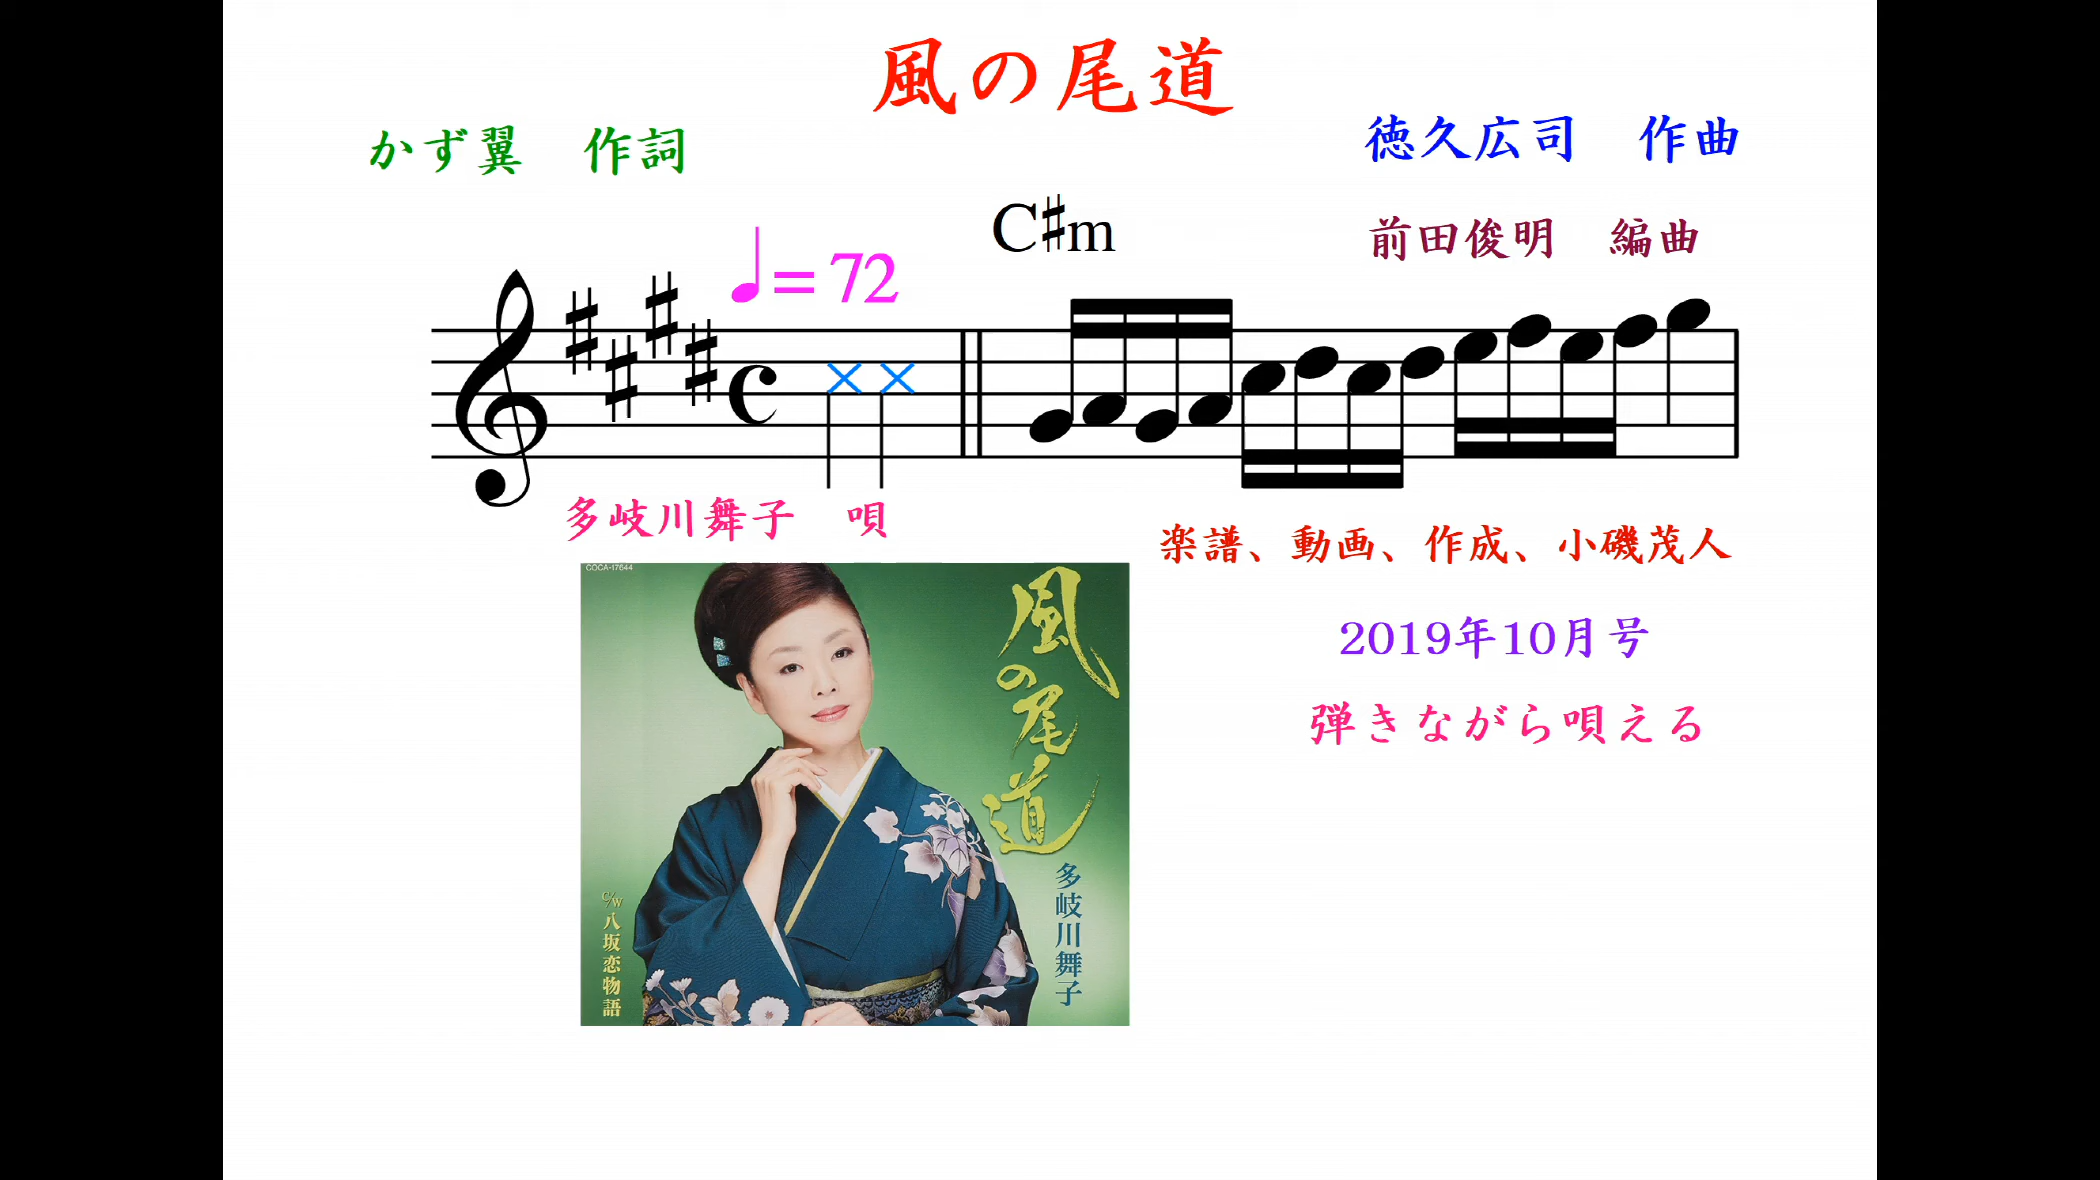 風の尾道
かず翼　作詞
徳久広司　作曲
前田俊明　編曲
♩= 72
C♯m
多岐川舞子　唄
楽譜、動画、作成、小磯茂人
2019年10月号
弾きながら唄える
COCA-17644
風の尾道
多岐川舞子
C/W 八坂恋物語